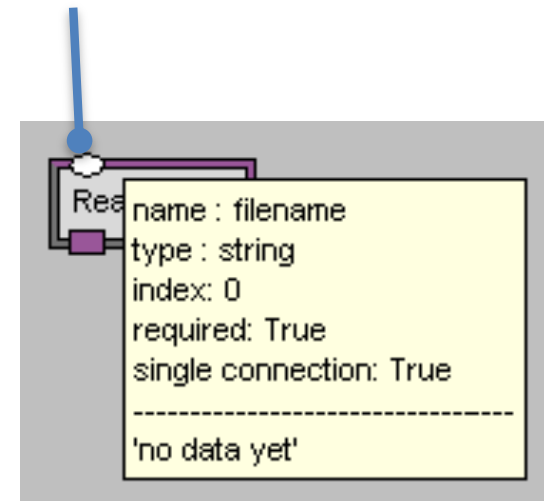 Rea
name : filename
type : string
index: 0
required: True
single connection: True
---------------------------------
'no data yet'